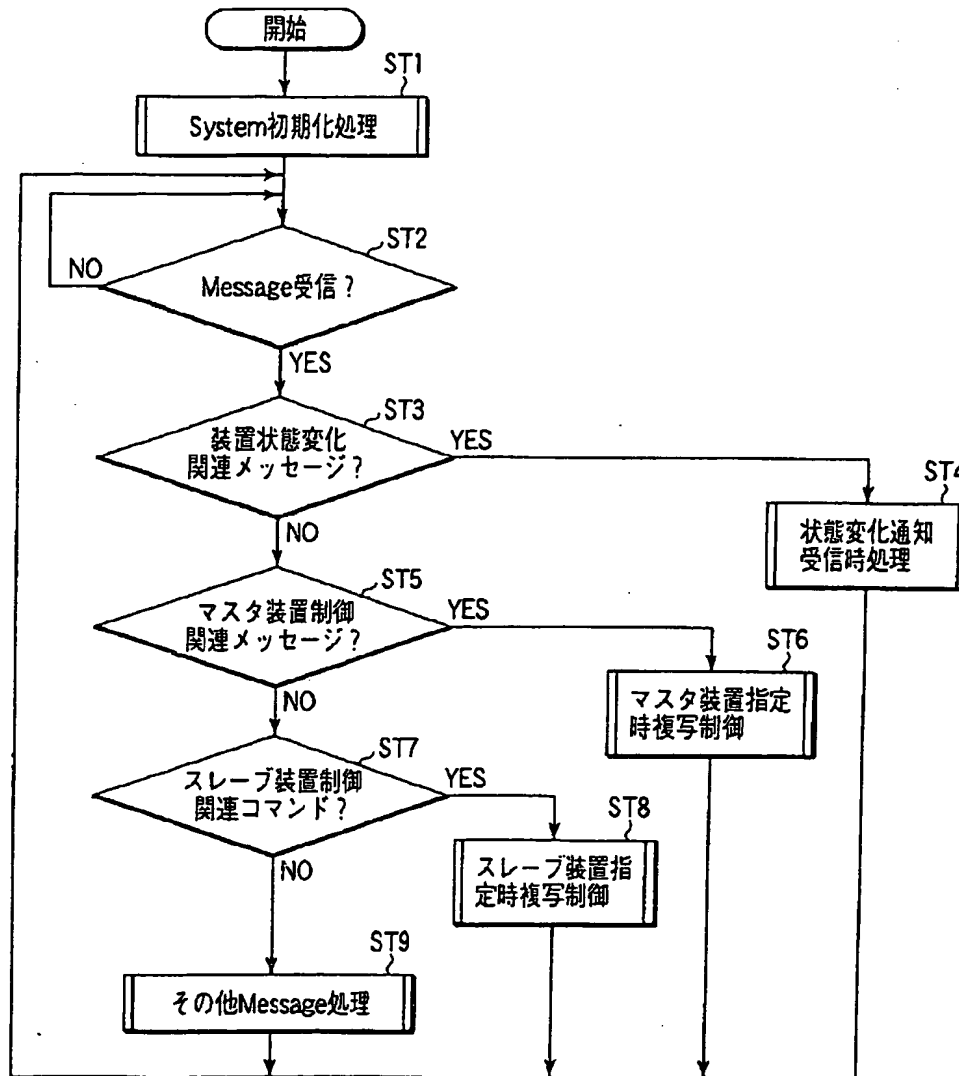 開始
ST1
System初期化処理
ST2
NO
Message受信?
YES
ST3
装置状態変化
関連メッセージ?
YES
ST4
状態変化通知
受信時処理
NO
ST5
マスタ装置制御
関連メッセージ?
YES
ST6
マスタ装置指定
時複写制御
NO
ST7
スレーブ装置制御
関連コマンド?
YES
ST8
スレーブ装置指
定時複写制御
NO
ST9
その他Message処理